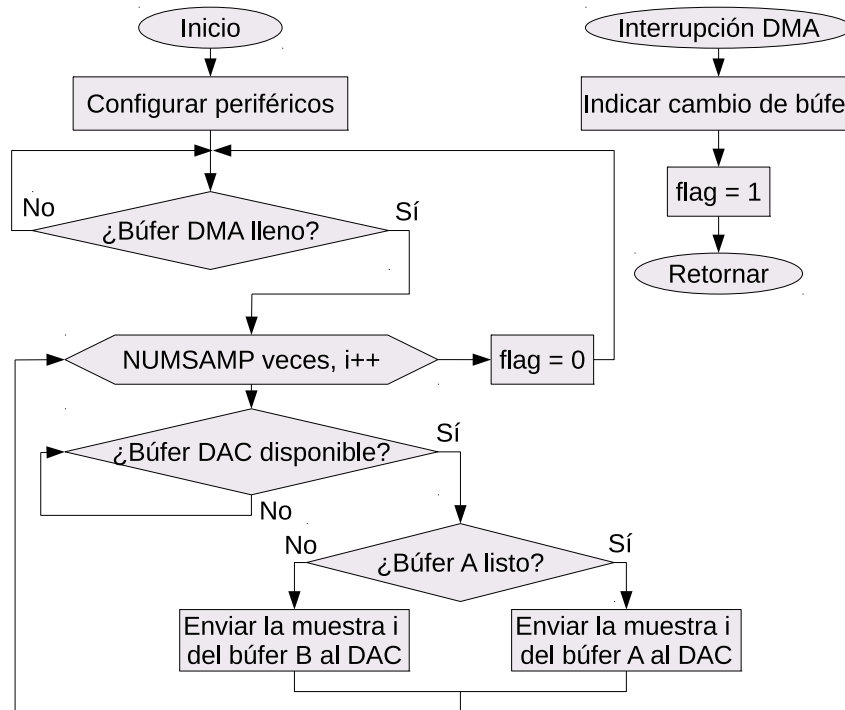 Inicio
Configurar periféricos
No
Sí
¿Búfer DMA lleno?
NUMSAMP veces, i++
flag = 0
¿Búfer DAC disponible?
Sí
No
No
¿Búfer A listo?
Sí
Enviar la muestra i
del búfer B al DAC
Enviar la muestra i
del búfer A al DAC
Interrupción DMA
Indicar cambio de búfe
flag = 1
Retornar